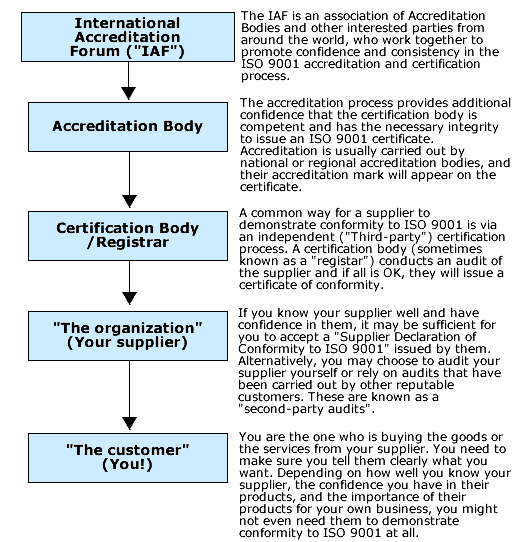 International
Accreditation
Forum ("IAF")
The IAF is an association of Accreditation
Bodies and other interested parties from
around the world, who work together to
promote confidence and consistency in the
ISO 9001 accreditation and certification
process.
Accreditation Body
The accreditation process provides additional
confidence that the certification body is
competent and has the necessary integrity
to issue an ISO 9001 certificate.
Accreditation is usually carried out by
national or regional accreditation bodies, and
their accreditation mark will appear on the
certificate.
Certification Body
/Registrar
A common way for a supplier to
demonstrate conformity to ISO 9001 is via
an independent ("Third-party") certification
process. A certification body (sometimes
known as a "registar") conducts an audit of
the supplier and if all is OK, they will issue a
certificate of conformity.
"The organization"
(Your supplier)
If you know your supplier well and have
confidence in them, it may be sufficient for
you to accept a "Supplier Declaration of
Conformity to ISO 9001" issued by them.
Alternatively, you may choose to audit your
supplier yourself or rely on audits that have
been carried out by other reputable
customers. These are known as a
"second-party audits".
"The customer"
(You!)
You are the one who is buying the goods or
the services from your supplier. You need to
make sure you tell them clearly what you
want. Depending on how well you know your
supplier, the confidence you have in their
products, and the importance of their
products for your own business, you might
not even need them to demonstrate
conformity to ISO 9001 at all.